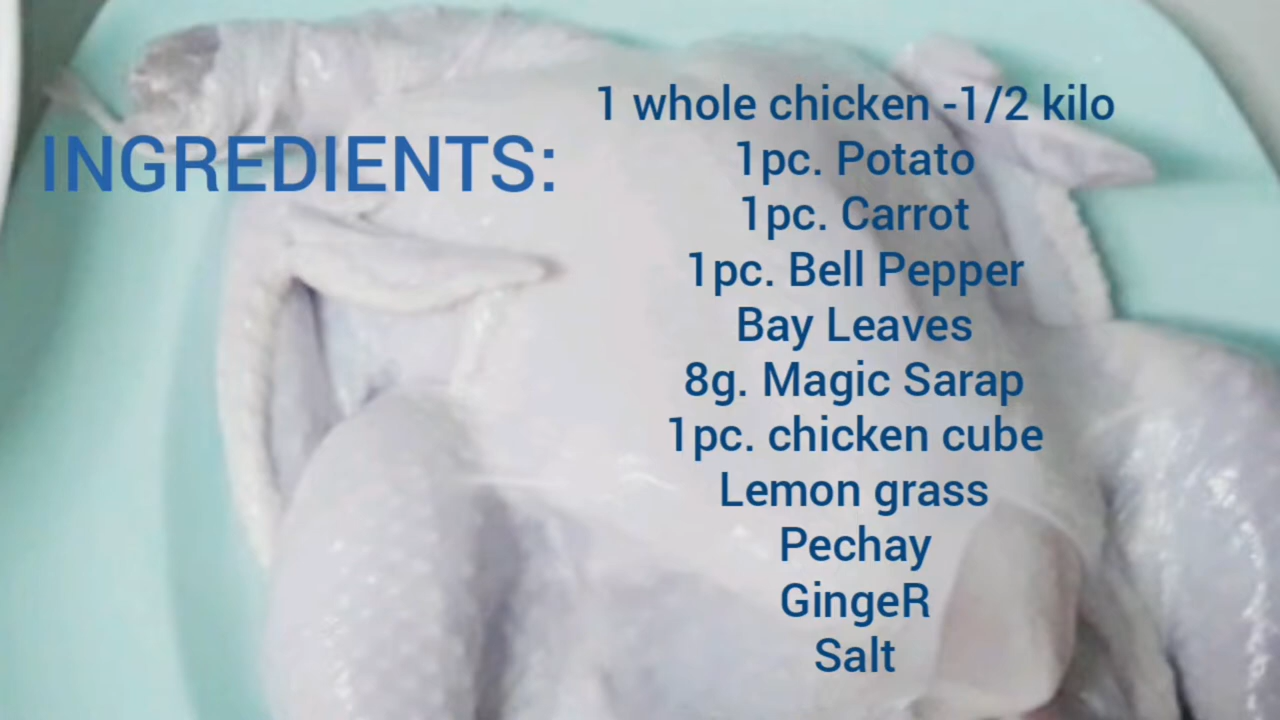 INGREDIENTS:
1 whole chicken -1/2 kilo
1pc. Potato
1pc. Carrot
1pc. Bell Pepper
Bay Leaves
8g. Magic Sarap
1pc. chicken cube
Lemon grass
Pechay
GingeR
Salt